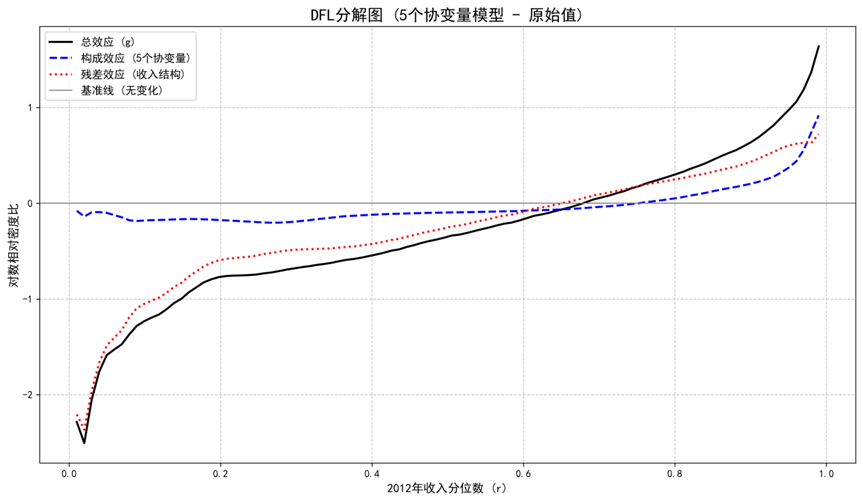 DFL分解图 (5个协变量模型 - 原始值)
总效应 (g)
构成效应 (5个协变量)
残差效应 (收入结构)
基准线 (无变化)
1
0
−1
−2
对数相对密度比
0.0
0.2
0.4
0.6
0.8
1.0
2012年收入分位数 (r)